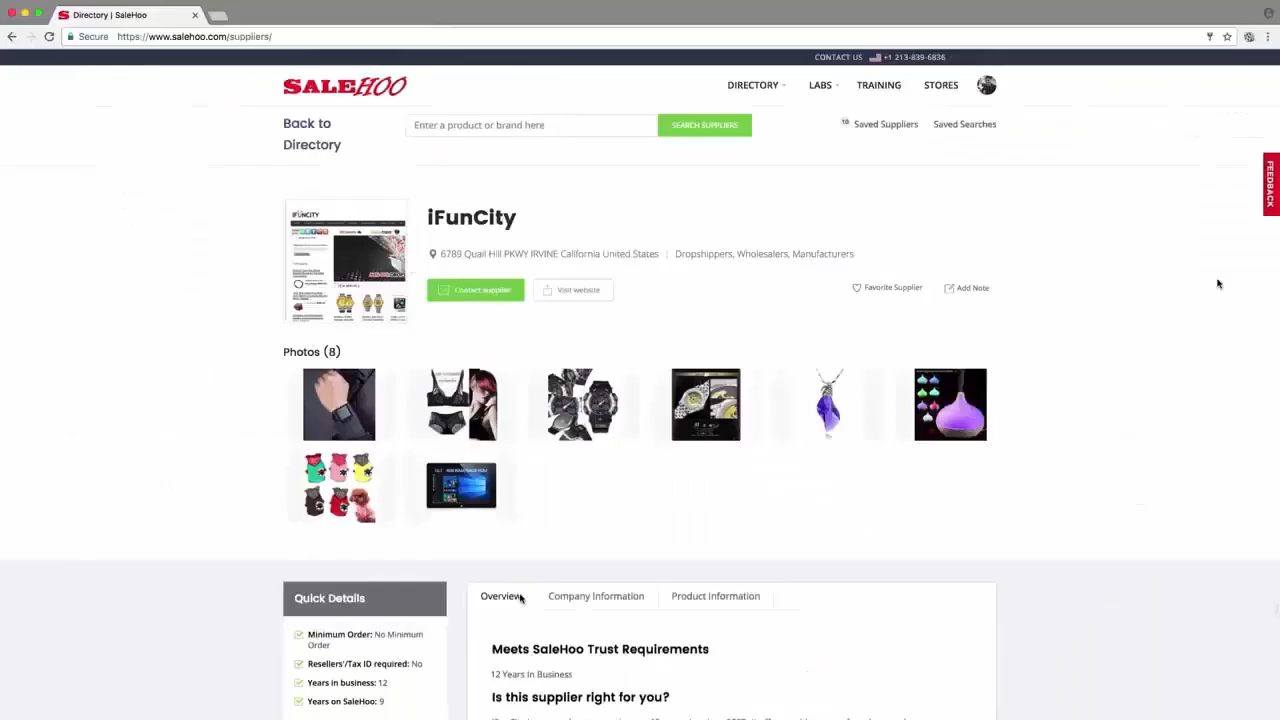 Directory | SaleHoo
Secure https://www.salehoo.com/suppliers/
CONTACT US +1 213-839-6836
SALEHOO
DIRECTORY LABS TRAINING STORES
Back to
Directory
Enter a product or brand here
SEARCH SUPPLIERS
10 Saved Suppliers Saved Searches
FEEDBACK
iFUNCITY
iFunCity
6789 Quail Hill PKWY IRVINE California United States | Dropshippers, Wholesalers, Manufacturers
Contact supplier Visit website
Favorite Supplier Add Note
Photos (8)
Quick Details
Minimum Order: No Minimum
Order
Resellers'/Tax ID required: No
Years in business: 12
Years on SaleHoo: 9
Overview Company Information Product Information
Meets SaleHoo Trust Requirements
12 Years In Business
Is this supplier right for you?